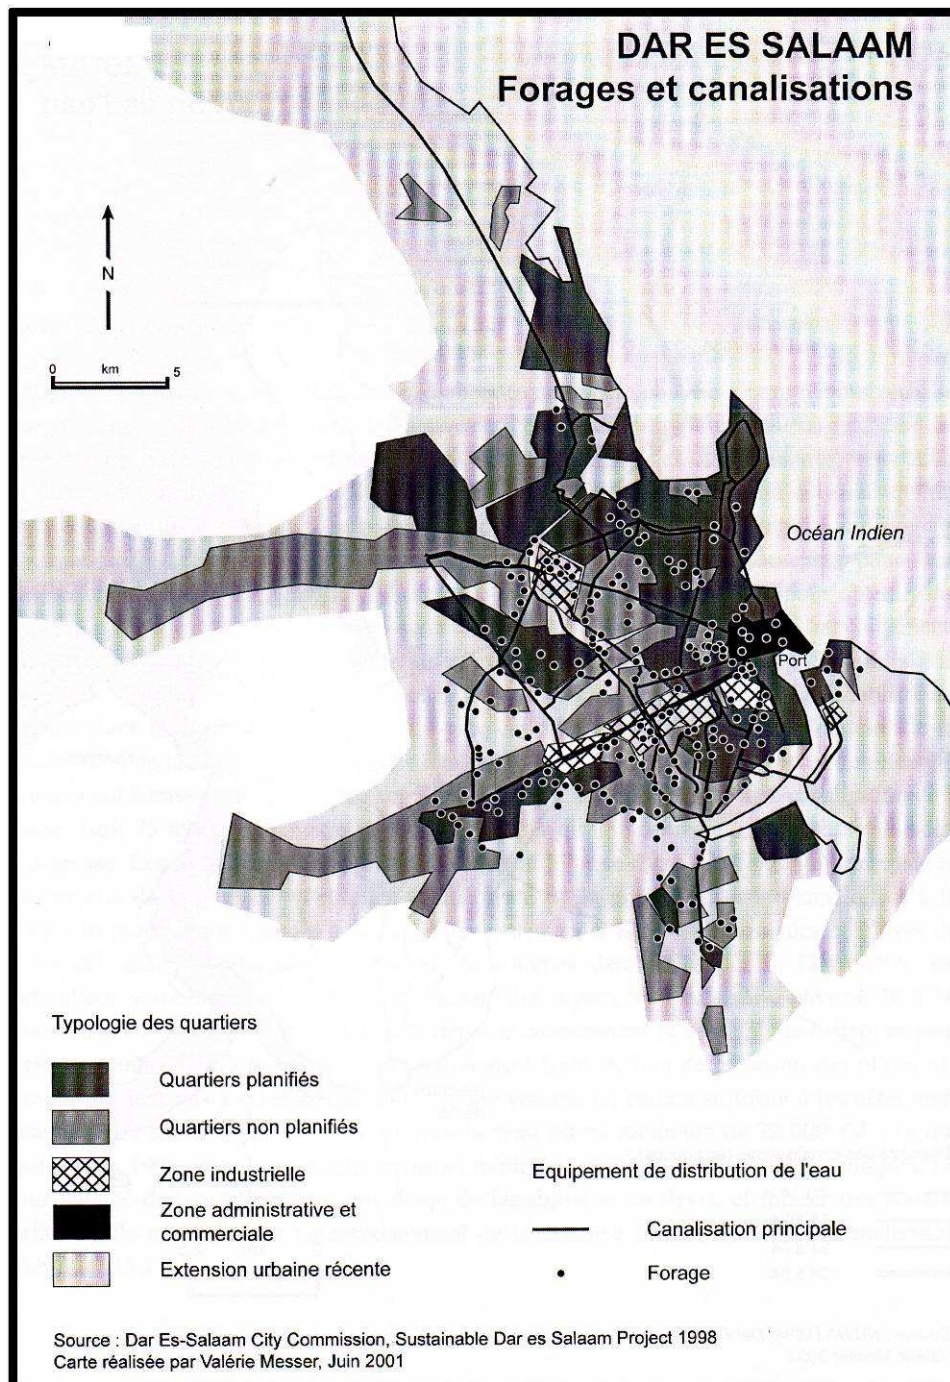 DAR ES SALAAM
Forages et canalisations
N
0 km 5
Océan Indien
Port
Typologie des quartiers
Quartiers planifiés
Quartiers non planifiés
Zone industrielle
Zone administrative et
commerciale
Extension urbaine récente
Equipement de distribution de l'eau
Canalisation principale
Forage
Source : Dar Es-Salaam City Commission, Sustainable Dar es Salaam Project 1998
Carte réalisée par Valérie Messer, Juin 2001